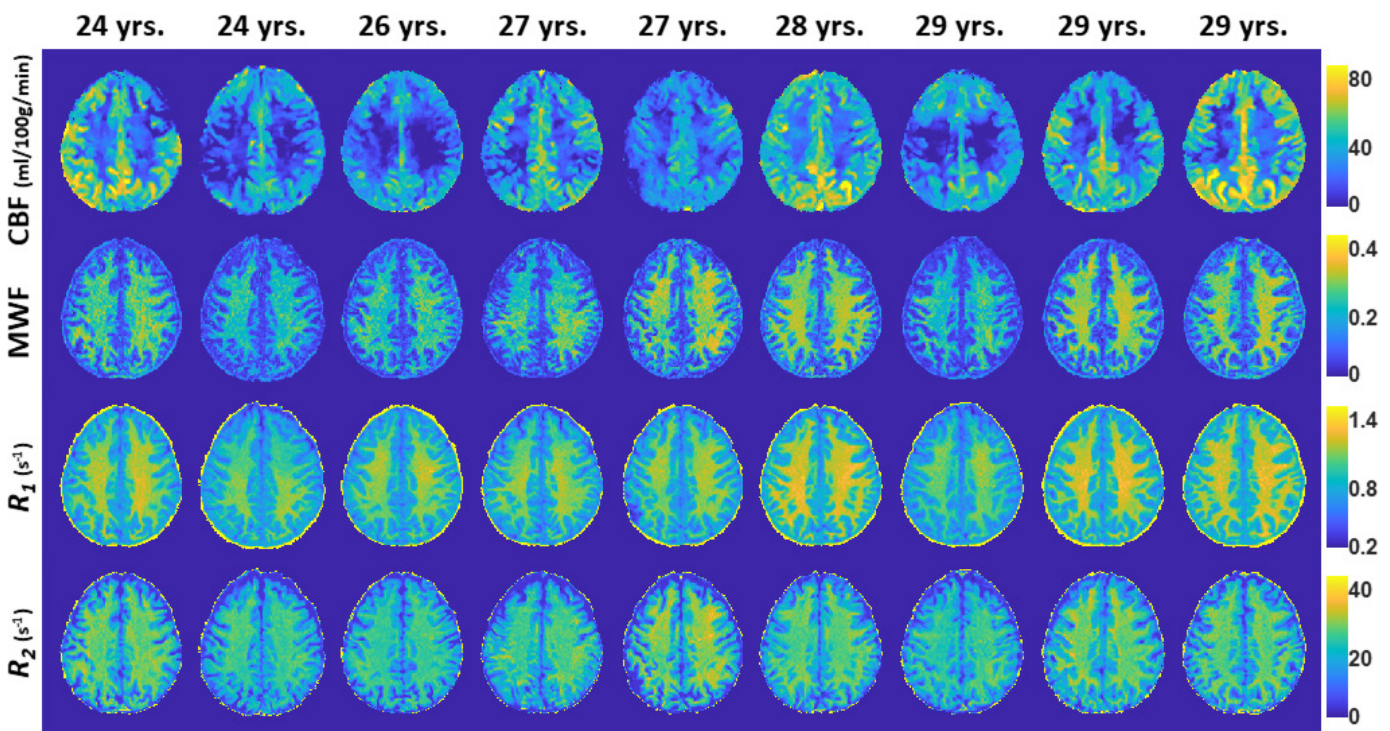 24 yrs. 24 yrs. 26 yrs. 27 yrs. 27 yrs. 28 yrs. 29 yrs. 29 yrs. 29 yrs.
CBF (ml/100g/min)
80
40
0
MWF
0.4
0.2
0
R1 (s-1)
1.4
0.8
0.2
R2 (s-1)
40
20
0